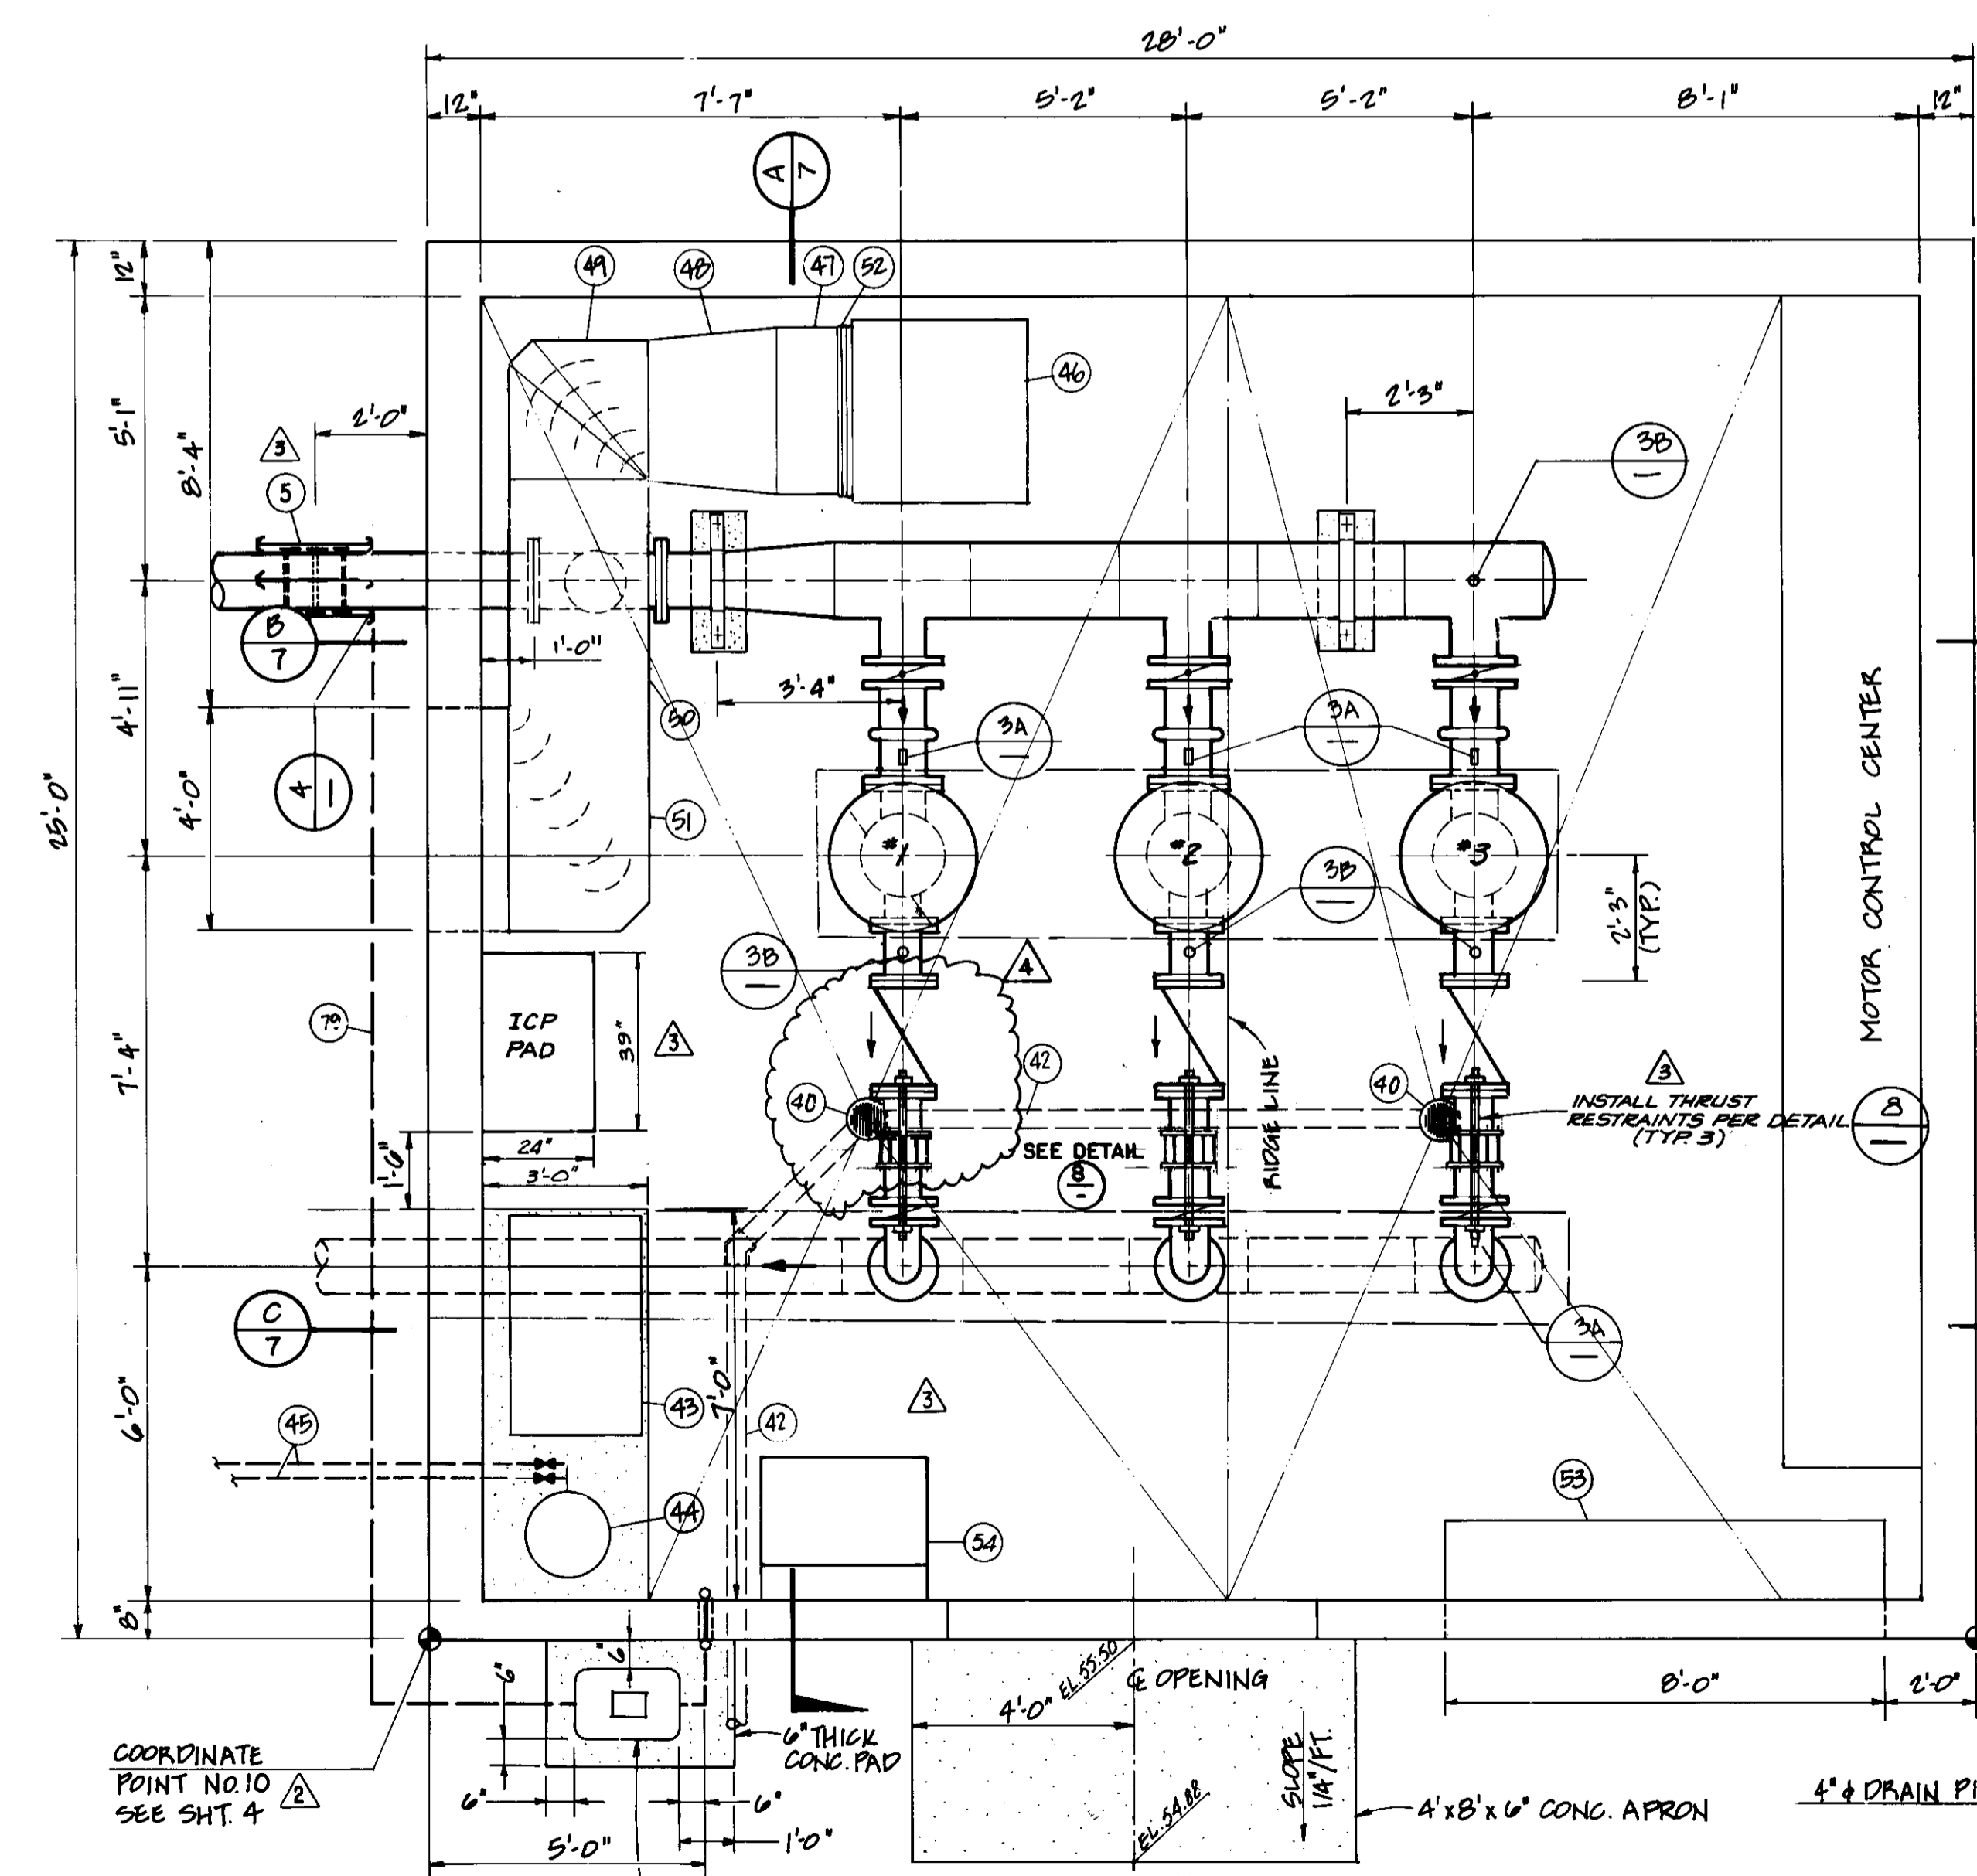 28'-0"
12"
7'-7"
5'-2"
5'-2"
8'-1"
12"
A
7
12"
49
48
47
52
5'-1"
8'-4"
46
2'-3"
2'-0"
3
5
3B
B
7
1'-0"
3'-4"
4'-11"
50
3A
3A
4
1
4'-0"
51
25'-0"
#1
#2
#3
3B
2'-3"
(TYP.)
MOTOR CONTROL CENTER
3B
4
79
ICP
PAD
39"
3
7'-4"
42
40
40
3
INSTALL THRUST
RESTRAINTS PER DETAIL
(TYP. 3)
8
SEE DETAIL
8
RIDGE LINE
24"
3'-0"
1'-6"
C
7
3A
7'-0"
3
43
42
6'-0"
45
44
54
53
8"
6"
6"
EL. 55.50
℄ OPENING
4'-0"
8'-0"
2'-0"
6" THICK
CONC. PAD
COORDINATE
POINT NO.10
SEE SHT. 4
2
6"
6"
SLOPE
1/4"/FT.
EL. 54.88
4'x8'x6" CONC. APRON
4"ϕ DRAIN
5'-0"
1'-0"